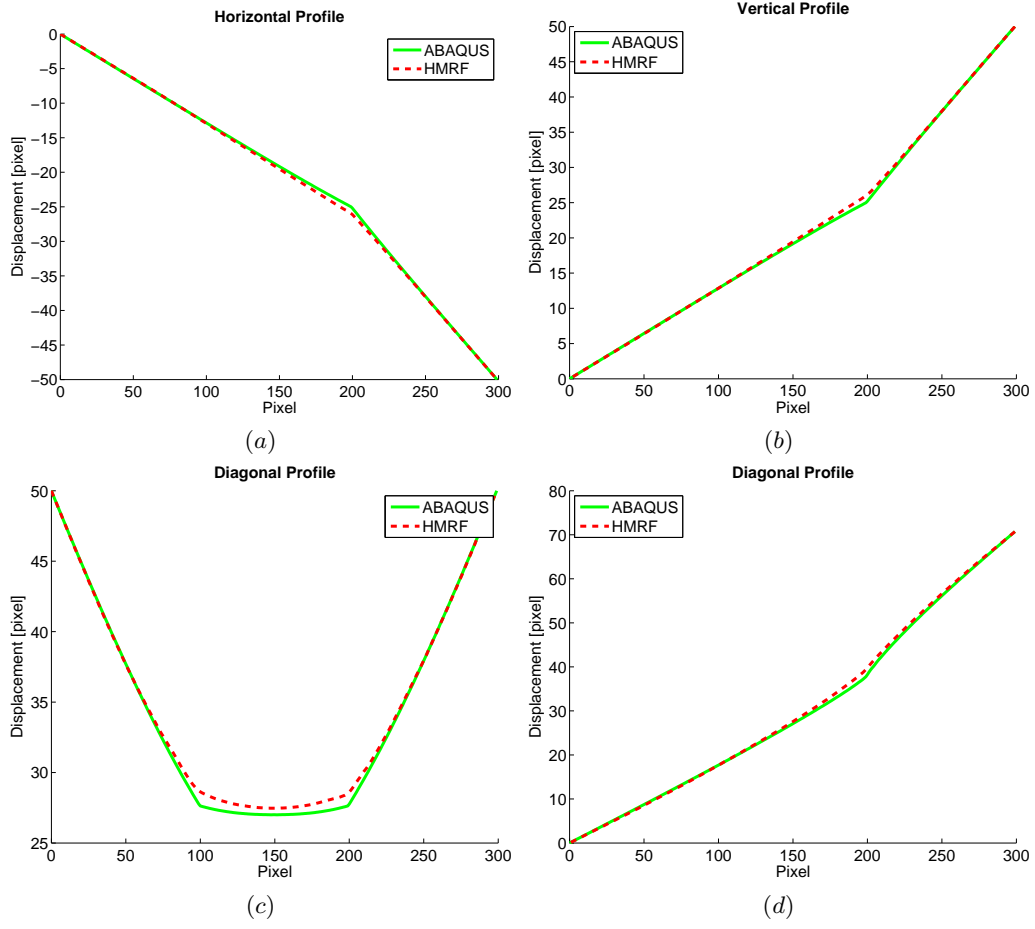 Horizontal Profile
ABAQUS
HMRF
Displacement [pixel]
0
−5
−10
−15
−20
−25
−30
−35
−40
−45
−50
0 50 100 150 200 250 300
Pixel
(a)
Vertical Profile
ABAQUS
HMRF
Displacement [pixel]
50
45
40
35
30
25
20
15
10
5
0
0 50 100 150 200 250 300
Pixel
(b)
Diagonal Profile
ABAQUS
HMRF
Displacement [pixel]
50
45
40
35
30
25
0 50 100 150 200 250 300
Pixel
(c)
Diagonal Profile
ABAQUS
HMRF
Displacement [pixel]
80
70
60
50
40
30
20
10
0
0 50 100 150 200 250 300
Pixel
(d)